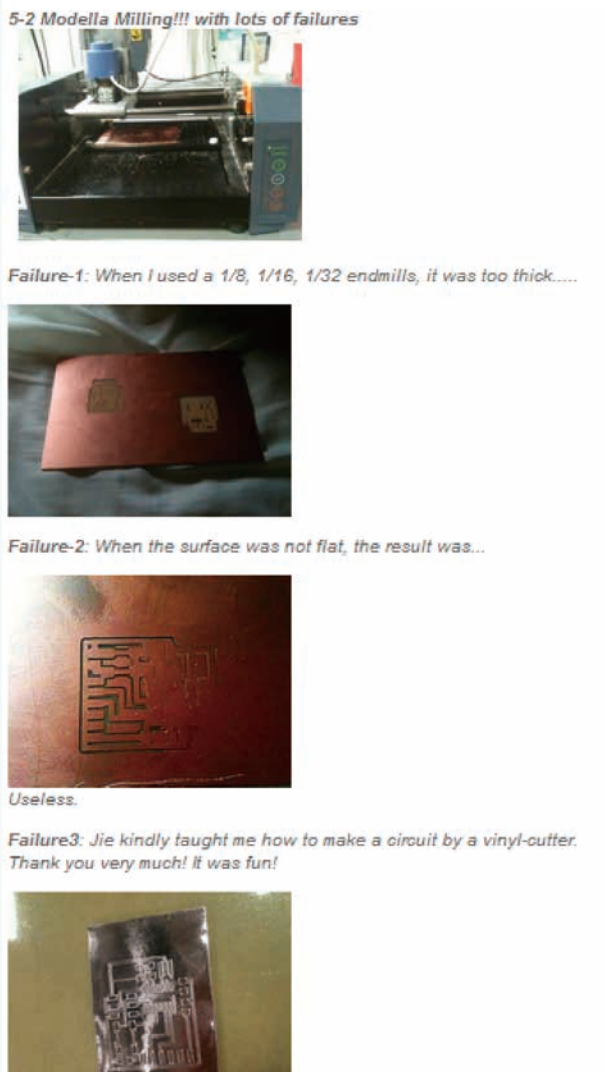 5-2 Modella Milling!!! with lots of failures
Failure-1: When I used a 1/8, 1/16, 1/32 endmills, it was too thick.....
Failure-2: When the surface was not flat, the result was...
Useless.
Failure3: Jie kindly taught me how to make a circuit by a vinyl-cutter.
Thank you very much! It was fun!